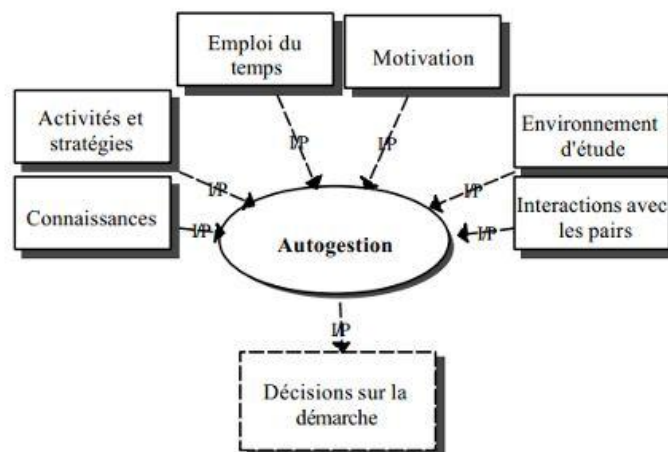 Emploi du
temps
Motivation
Activités et
stratégies
Environnement
d'étude
I/P
I/P
I/P
I/P
Connaissances
I/P
Autogestion
I/P
Interactions avec
les pairs
I/P
Décisions sur la
démarche